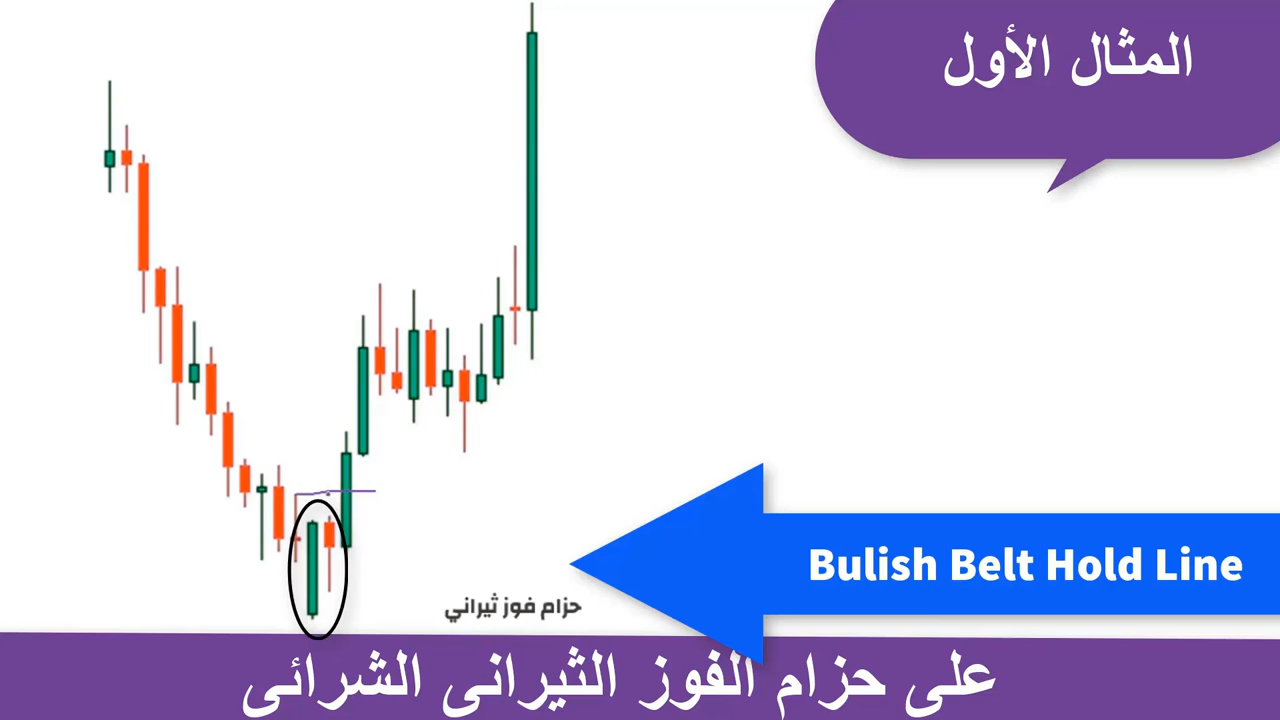 المثال الأول
Bulish Belt Hold Line
حزام فوز ثيراني
على حزام الفوز الثيرانى الشرائى